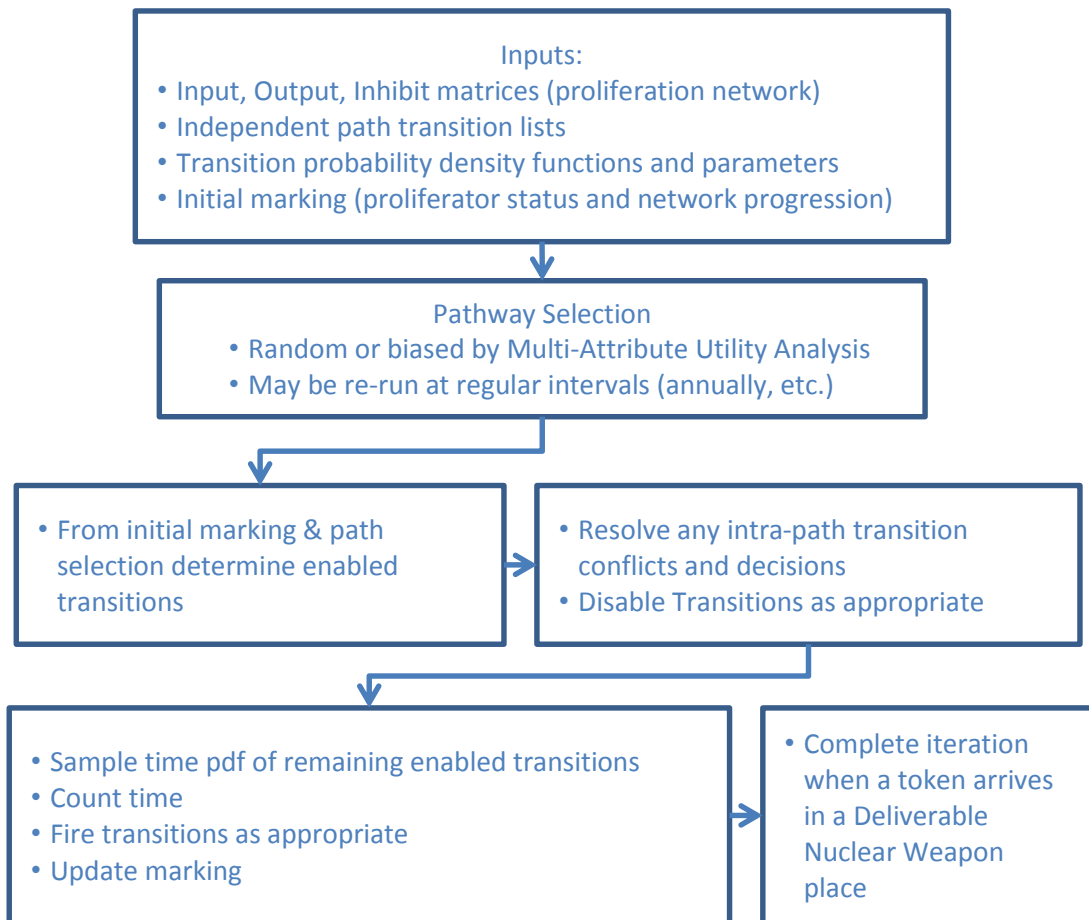 Inputs:
• Input, Output, Inhibit matrices (proliferation network)
• Independent path transition lists
• Transition probability density functions and parameters
• Initial marking (proliferator status and network progression)
Pathway Selection
• Random or biased by Multi-Attribute Utility Analysis
• May be re-run at regular intervals (annually, etc.)
• From initial marking & path
selection determine enabled
transitions
• Resolve any intra-path transition
conflicts and decisions
• Disable Transitions as appropriate
• Sample time pdf of remaining enabled transitions
• Count time
• Fire transitions as appropriate
• Update marking
• Complete iteration
when a token arrives
in a Deliverable
Nuclear Weapon
place